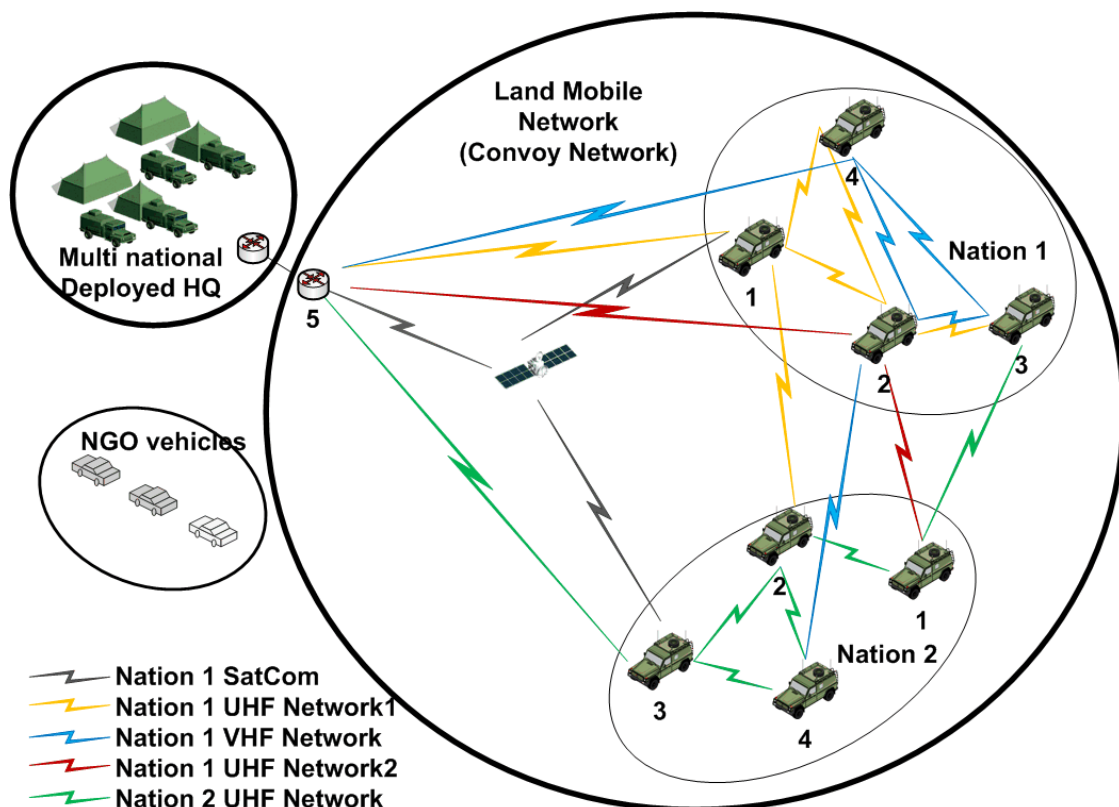 Land Mobile
Network
(Convoy Network)
4
Multi national
Deployed HQ
Nation 1
1
5
2
3
NGO vehicles
2
1
Nation 2
3
4
Nation 1 SatCom
Nation 1 UHF Network1
Nation 1 VHF Network
Nation 1 UHF Network2
Nation 2 UHF Network